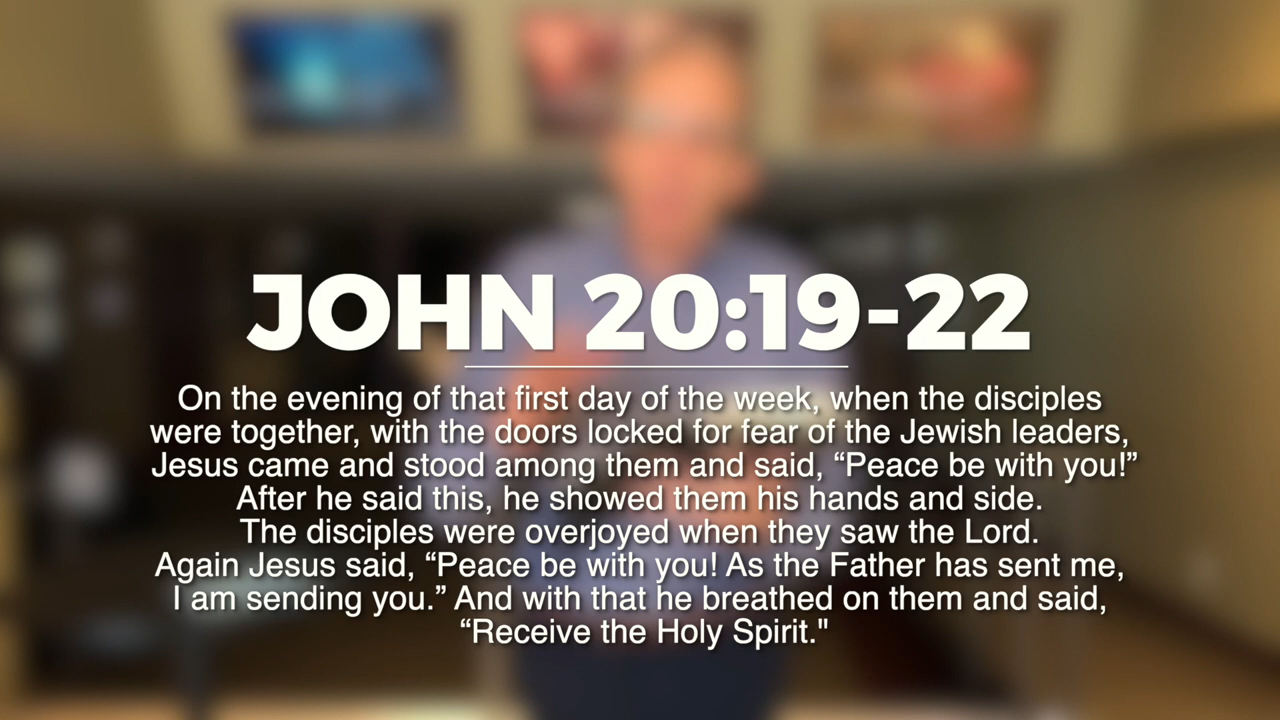 JOHN 20:19-22
On the evening of that first day of the week, when the disciples
were together, with the doors locked for fear of the Jewish leaders,
Jesus came and stood among them and said, “Peace be with you!”
After he said this, he showed them his hands and side.
The disciples were overjoyed when they saw the Lord.
Again Jesus said, “Peace be with you! As the Father has sent me,
I am sending you.” And with that he breathed on them and said,
“Receive the Holy Spirit."